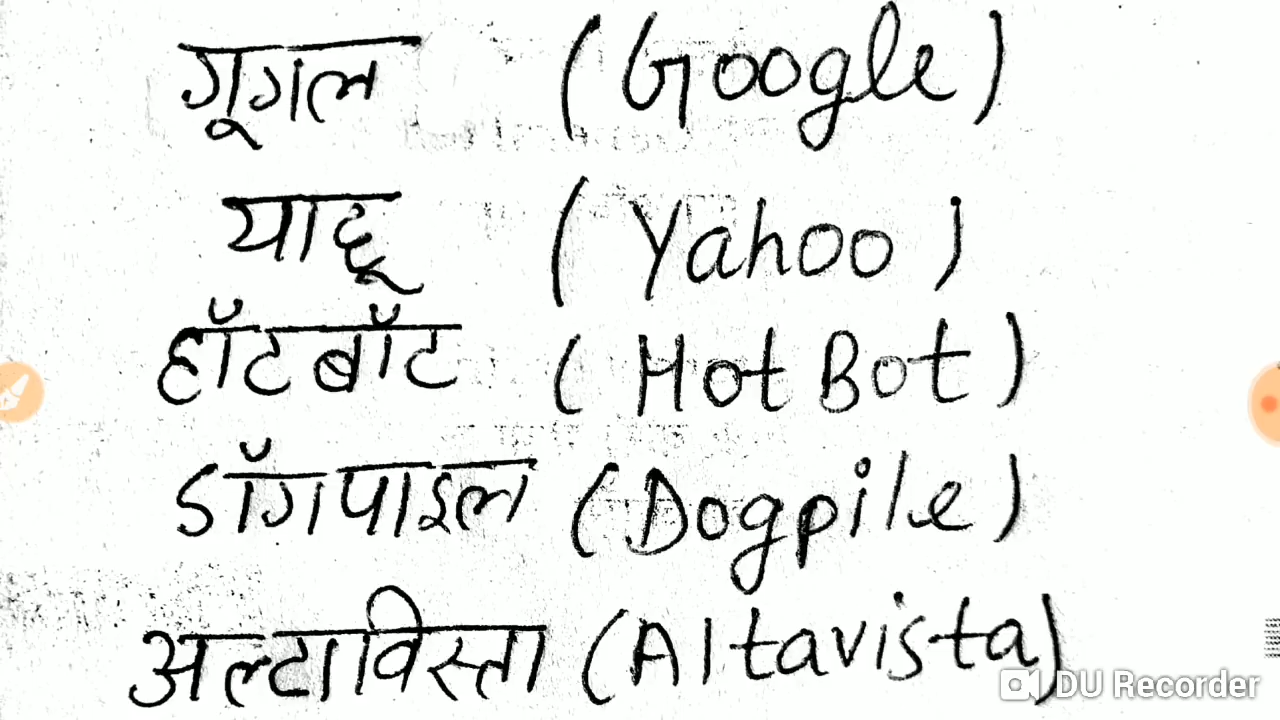 गूगल (Google)
याहू (Yahoo)
हॉटबॉट (HotBot)
डॉगपाइल (Dogpile)
अल्टाविस्ता (Altavista)
DU Recorder